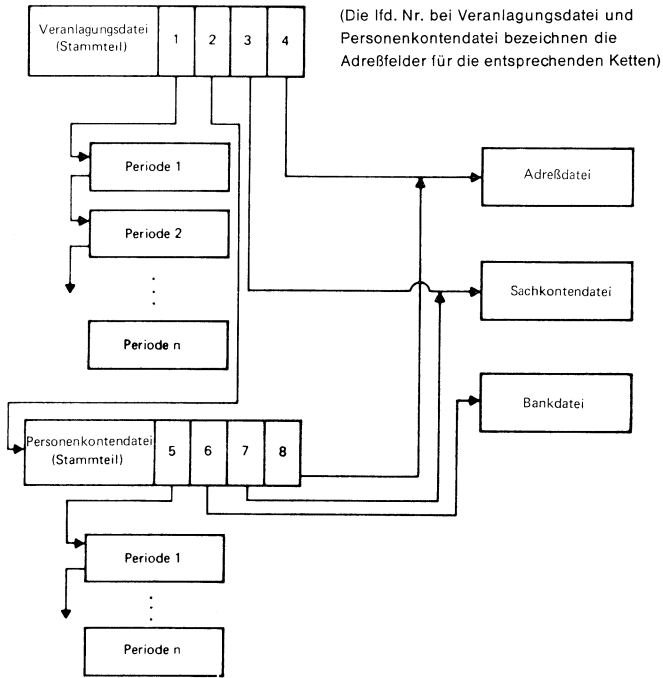 Veranlagungsdatei
(Stammteil)
1
2
3
4
(Die lfd. Nr. bei Veranlagungsdatei und
Personenkontendatei bezeichnen die
Adreßfelder für die entsprechenden Ketten)
Periode 1
Adreßdatei
Periode 2
Sachkontendatei
Periode n
Bankdatei
Personenkontendatei
(Stammteil)
5
6
7
8
Periode 1
Periode n